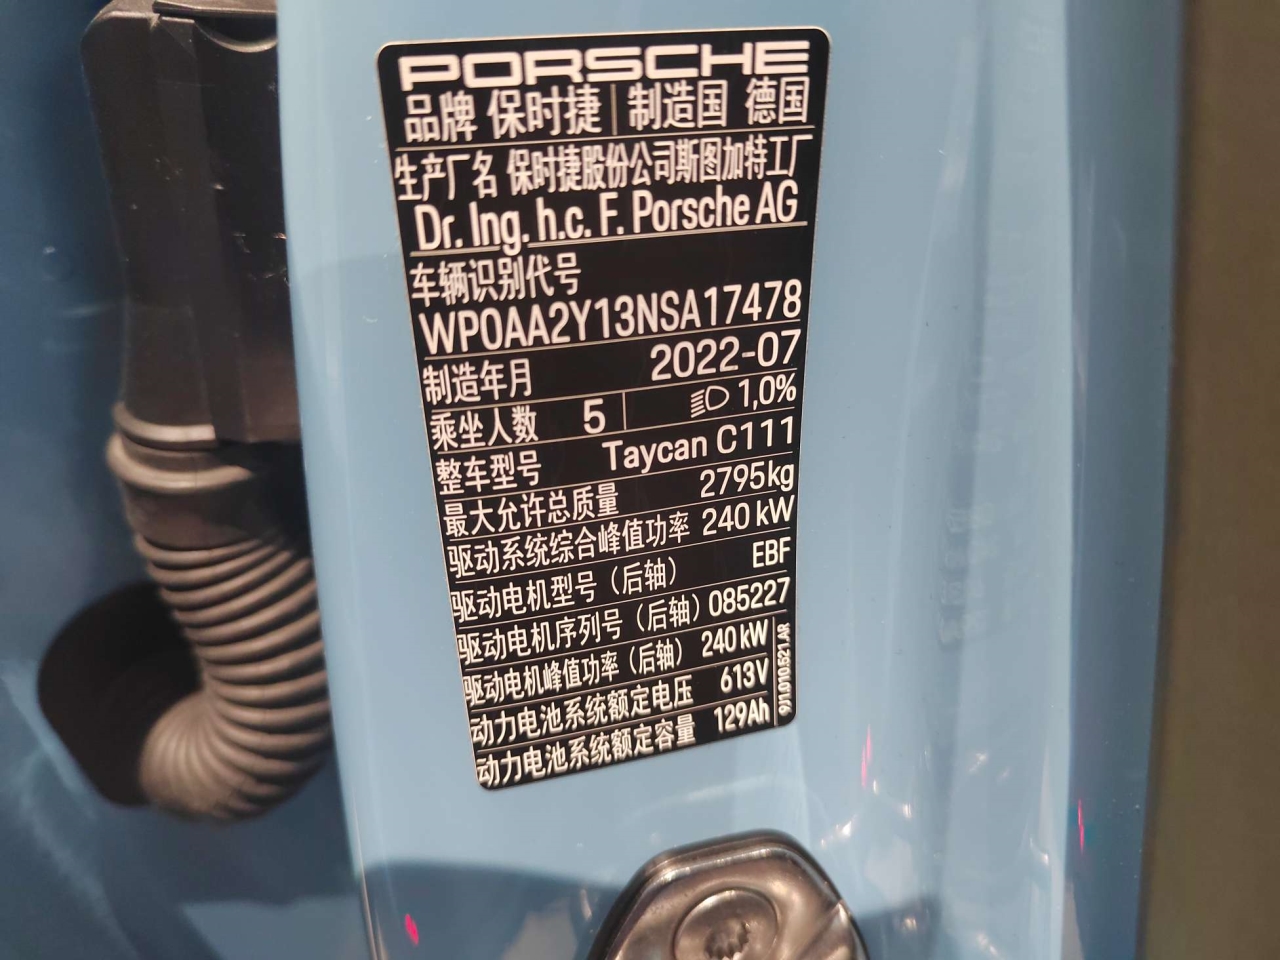 PORSCHE
品牌 保时捷 制造国 德国
生产厂名 保时捷股份公司斯图加特工厂
Dr. Ing. h.c. F. Porsche AG
车辆识别代号
WP0AA2Y13NSA17478
制造年月 2022-07
乘坐人数 5 1,0%
整车型号 Taycan C111
最大允许总质量 2795kg
驱动系统综合峰值功率 240 kW
驱动电机型号（后轴） EBF
驱动电机序列号（后轴） 085227
驱动电机峰值功率（后轴） 240 kW
动力电池系统额定电压 613V
动力电池系统额定容量 129Ah
9J1.010.521.AR